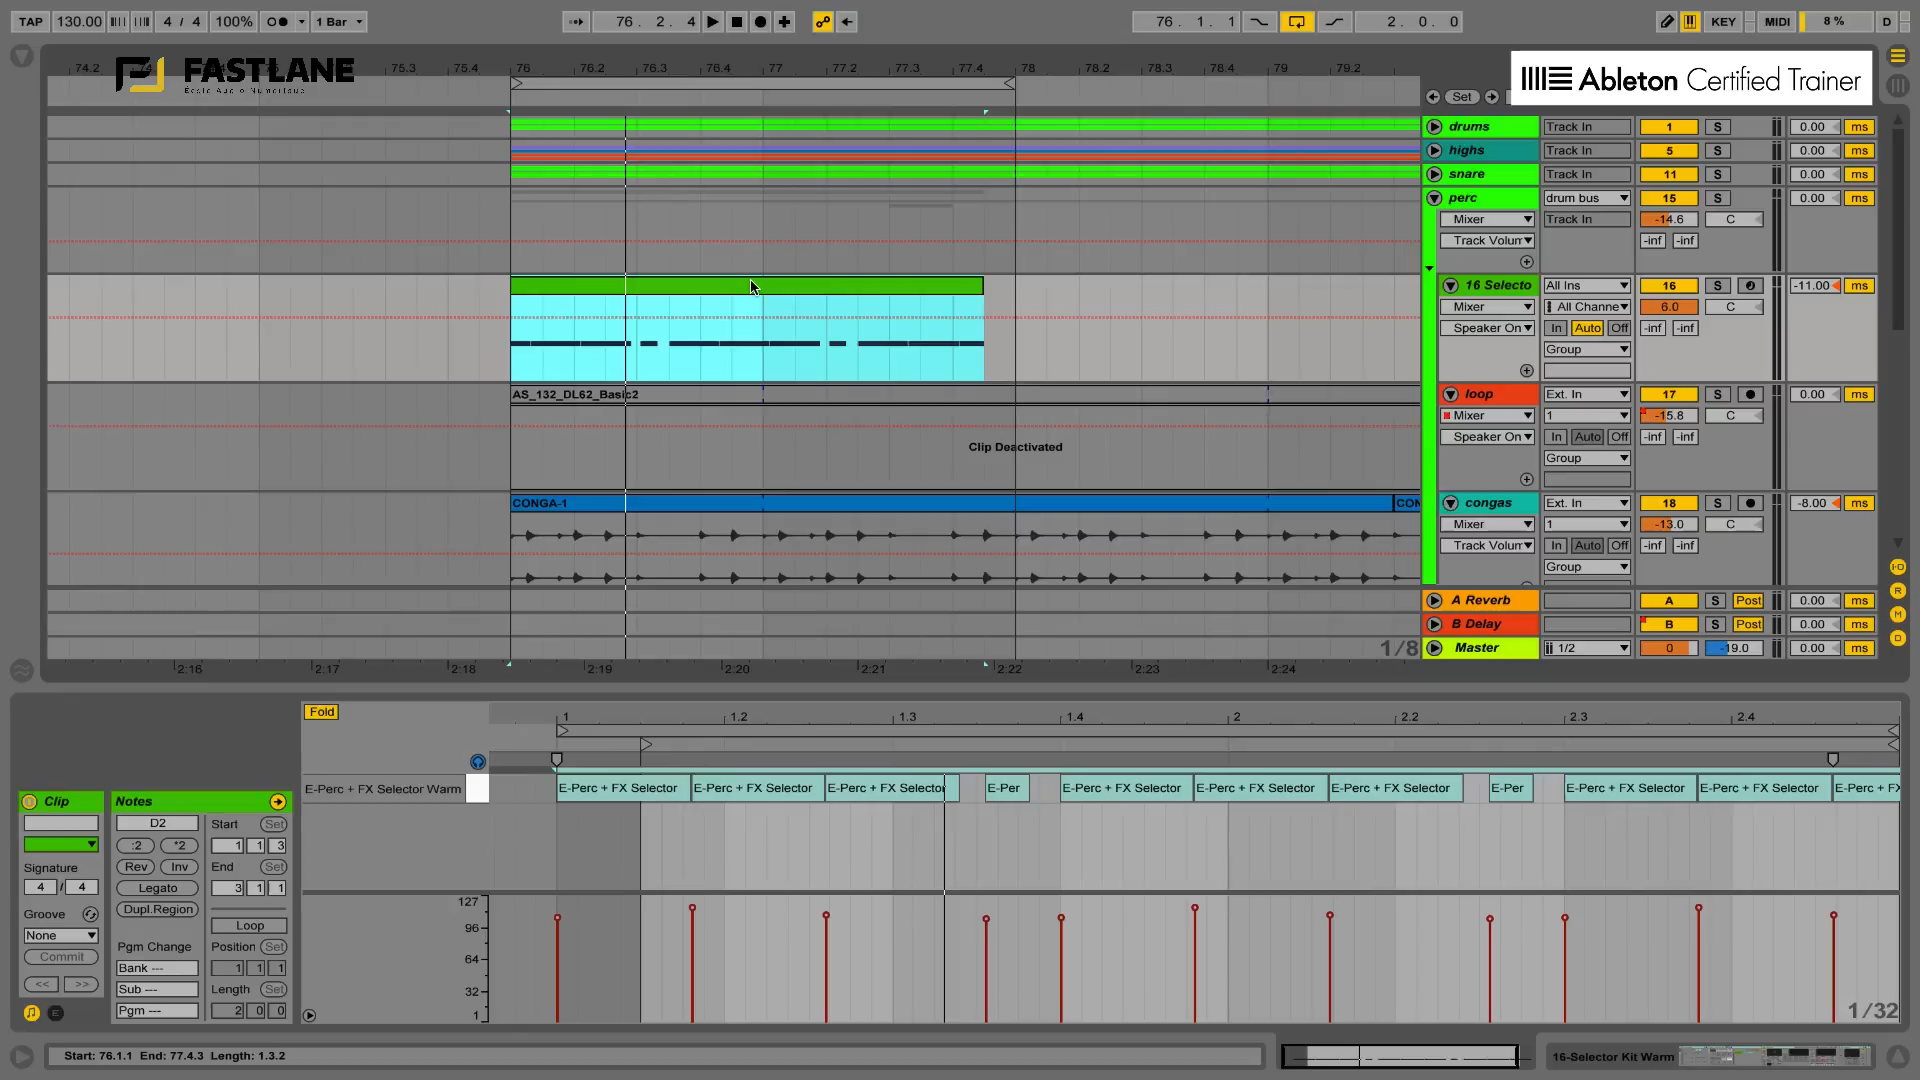 TAP 130.00 4 / 4 100% 1 Bar 76. 2. 4 76. 1. 1 2. 0. 0 KEY MIDI 8 % D
74.2 75.3 75.4 76 76.2 76.3 76.4 77 77.2 77.3 77.4 78 78.2 78.3 78.4 79 79.2
FASTLANE
École Audio Numérique
Ableton Certified Trainer
Set
drums Track In 1 S 0.00 ms
highs Track In 5 S 0.00 ms
snare Track In 11 S 0.00 ms
perc drum bus 15 S 0.00 ms
Mixer Track In -14.6 C
Track Volum -inf -inf
16 Selecto All Ins 16 S -11.00 ms
Mixer All Channe 6.0 C
Speaker On In Auto Off -inf -inf
Group
AS_132_DL62_Basic2
loop Ext. In 17 S 0.00 ms
Mixer 1 -15.8 C
Speaker On In Auto Off -inf -inf
Clip Deactivated
Group
CONGA-1 CON
congas Ext. In 18 S -8.00 ms
Mixer 1 -13.0 C
Track Volum In Auto Off -inf -inf
Group
A Reverb A S Post 0.00 ms
B Delay B S Post 0.00 ms
1/8 Master 1/2 0 -19.0 0.00 ms
2:16 2:17 2:18 2:19 2:20 2:21 2:22 2:23 2:24
Fold
1 1.2 1.3 1.4 2 2.2 2.3 2.4
E-Perc + FX Selector Warm
E-Perc + FX Selector E-Perc + FX Selector E-Perc + FX Selector E-Per E-Perc + FX Selector E-Perc + FX Selector E-Perc + FX Selector E-Per E-Perc + FX Selector E-Perc + FX Selector E-Perc + FX
Clip Notes
D2 Start Set
:2 *2 1 1 3
Signature Rev Inv End Set
4 / 4 Legato 3 1 1
Groove Dupl.Region
None Loop
Commit Pgm Change Position Set
Bank --- 1 1 1
<< >> Sub --- Length Set
E Pgm --- 2 0 0
127
96
64
32
1
1/32
Start: 76.1.1 End: 77.4.3 Length: 1.3.2
16-Selector Kit Warm